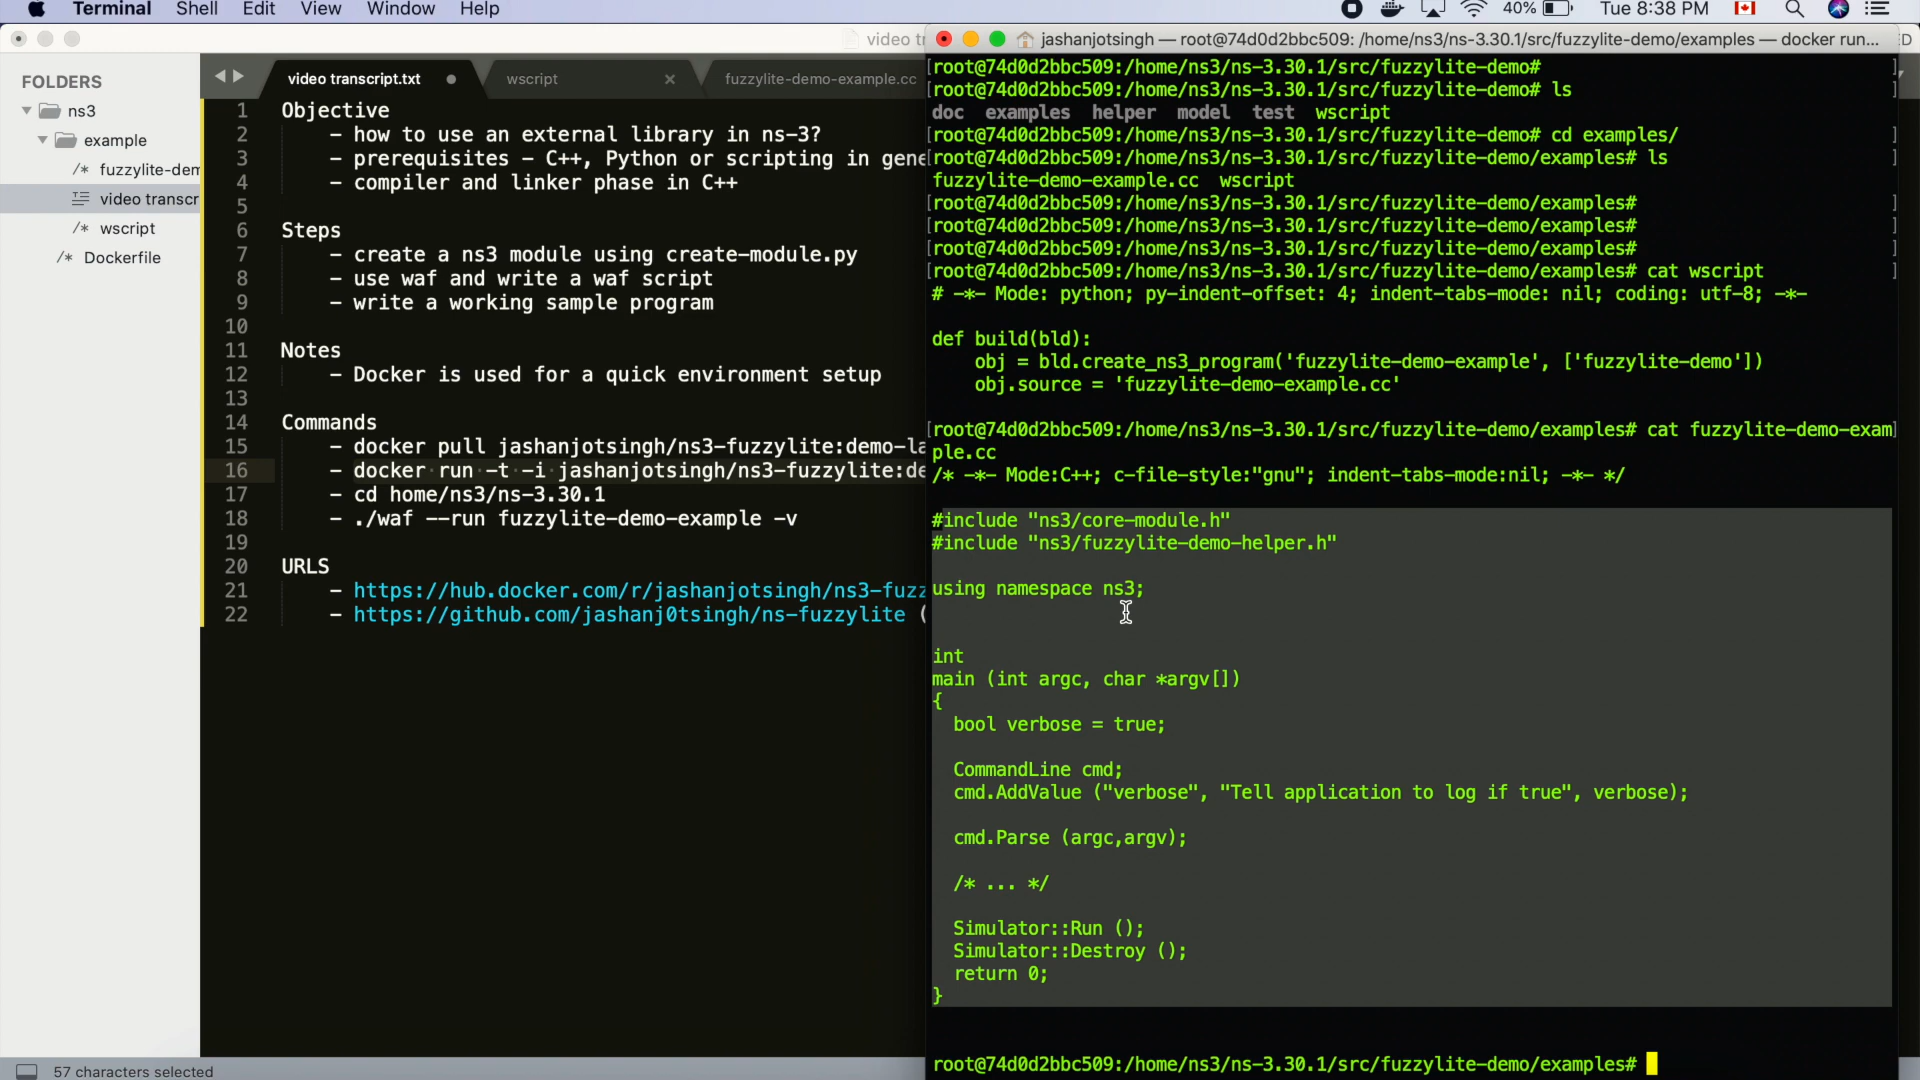 Terminal Shell Edit View Window Help 40% Tue 8:38 PM
video tr
jashanjotsingh — root@74d0d2bbc509: /home/ns3/ns-3.30.1/src/fuzzylite-demo/examples — docker run...
FOLDERS
ns3
example
/* fuzzylite-dem
video transcr
/* wscript
/* Dockerfile
video transcript.txt wscript fuzzylite-demo-example.cc
1 Objective
2 - how to use an external library in ns-3?
3 - prerequisites - C++, Python or scripting in gene
4 - compiler and linker phase in C++
5
6 Steps
7 - create a ns3 module using create-module.py
8 - use waf and write a waf script
9 - write a working sample program
10
11 Notes
12 - Docker is used for a quick environment setup
13
14 Commands
15 - docker pull jashanjotsingh/ns3-fuzzylite:demo-la
16 - docker run -t -i jashanjotsingh/ns3-fuzzylite:de
17 - cd home/ns3/ns-3.30.1
18 - ./waf --run fuzzylite-demo-example -v
19
20 URLS
21 - https://hub.docker.com/r/jashanjotsingh/ns3-fuzz
22 - https://github.com/jashanj0tsingh/ns-fuzzylite (
57 characters selected
[root@74d0d2bbc509:/home/ns3/ns-3.30.1/src/fuzzylite-demo# ]
[root@74d0d2bbc509:/home/ns3/ns-3.30.1/src/fuzzylite-demo# ls ]
doc examples helper model test wscript
[root@74d0d2bbc509:/home/ns3/ns-3.30.1/src/fuzzylite-demo# cd examples/ ]
[root@74d0d2bbc509:/home/ns3/ns-3.30.1/src/fuzzylite-demo/examples# ls ]
fuzzylite-demo-example.cc wscript
[root@74d0d2bbc509:/home/ns3/ns-3.30.1/src/fuzzylite-demo/examples# ]
[root@74d0d2bbc509:/home/ns3/ns-3.30.1/src/fuzzylite-demo/examples# ]
[root@74d0d2bbc509:/home/ns3/ns-3.30.1/src/fuzzylite-demo/examples# ]
[root@74d0d2bbc509:/home/ns3/ns-3.30.1/src/fuzzylite-demo/examples# cat wscript ]
# -*- Mode: python; py-indent-offset: 4; indent-tabs-mode: nil; coding: utf-8; -*-
def build(bld):
obj = bld.create_ns3_program('fuzzylite-demo-example', ['fuzzylite-demo'])
obj.source = 'fuzzylite-demo-example.cc'
[root@74d0d2bbc509:/home/ns3/ns-3.30.1/src/fuzzylite-demo/examples# cat fuzzylite-demo-exam]
ple.cc
/* -*- Mode:C++; c-file-style:"gnu"; indent-tabs-mode:nil; -*- */
#include "ns3/core-module.h"
#include "ns3/fuzzylite-demo-helper.h"
using namespace ns3;
int
main (int argc, char *argv[])
{
bool verbose = true;
CommandLine cmd;
cmd.AddValue ("verbose", "Tell application to log if true", verbose);
cmd.Parse (argc,argv);
/* ... */
Simulator::Run ();
Simulator::Destroy ();
return 0;
}
root@74d0d2bbc509:/home/ns3/ns-3.30.1/src/fuzzylite-demo/examples#